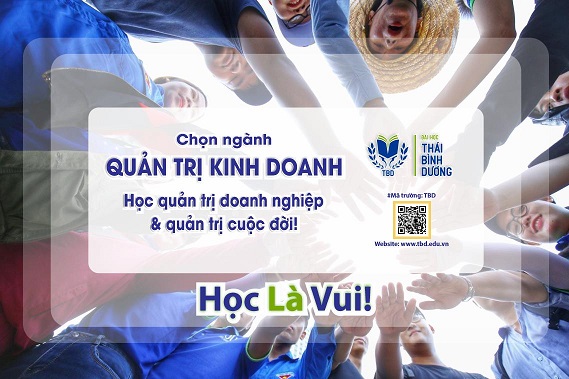 Chọn ngành
QUẢN TRỊ KINH DOANH
Học quản trị doanh nghiệp
& quản trị cuộc đời!
TBD
ĐẠI HỌC
THÁI
BÌNH
DƯƠNG
#Mã trường: TBD
Website: www.tbd.edu.vn
Học Là Vui!